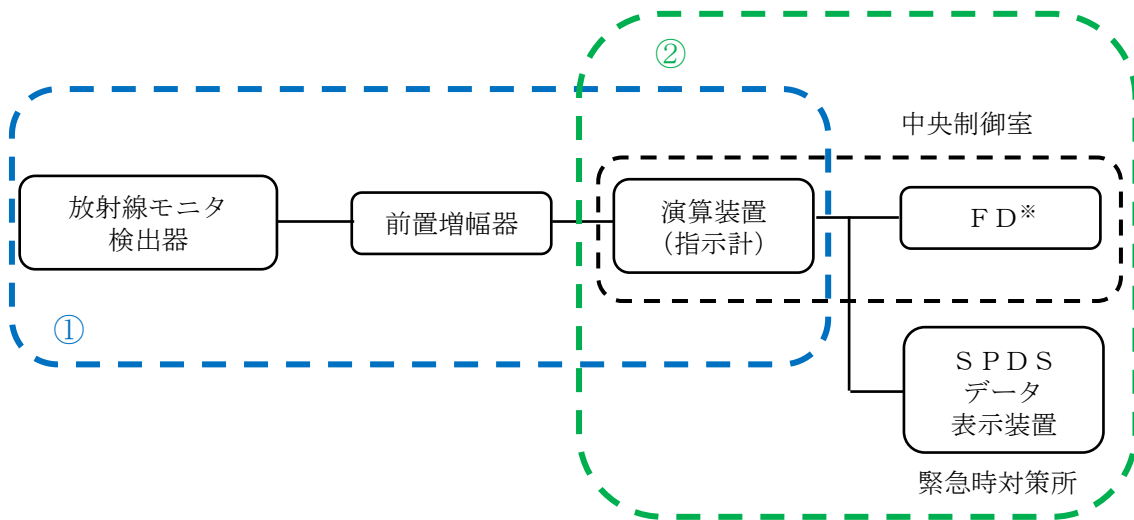 ②
中央制御室
放射線モニタ
検出器
前置増幅器
演算装置
（指示計）
ＦＤ※
①
ＳＰＤＳ
データ
表示装置
緊急時対策所